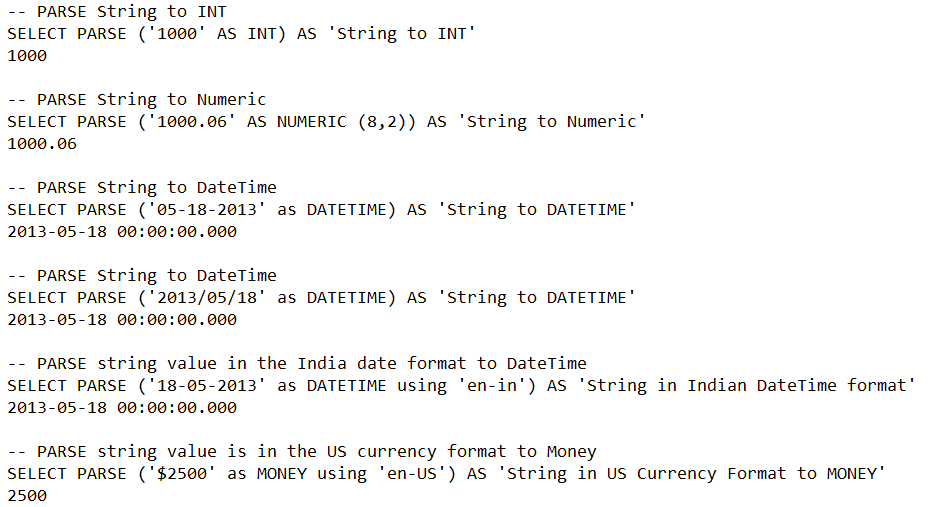 -- PARSE String to INT
SELECT PARSE ('1000' AS INT) AS 'String to INT'
1000
-- PARSE String to Numeric
SELECT PARSE ('1000.06' AS NUMERIC (8,2)) AS 'String to Numeric'
1000.06
-- PARSE String to DateTime
SELECT PARSE ('05-18-2013' as DATETIME) AS 'String to DATETIME'
2013-05-18 00:00:00.000
-- PARSE String to DateTime
SELECT PARSE ('2013/05/18' as DATETIME) AS 'String to DATETIME'
2013-05-18 00:00:00.000
-- PARSE string value in the India date format to DateTime
SELECT PARSE ('18-05-2013' as DATETIME using 'en-in') AS 'String in Indian DateTime format'
2013-05-18 00:00:00.000
-- PARSE string value is in the US currency format to Money
SELECT PARSE ('$2500' as MONEY using 'en-US') AS 'String in US Currency Format to MONEY'
2500